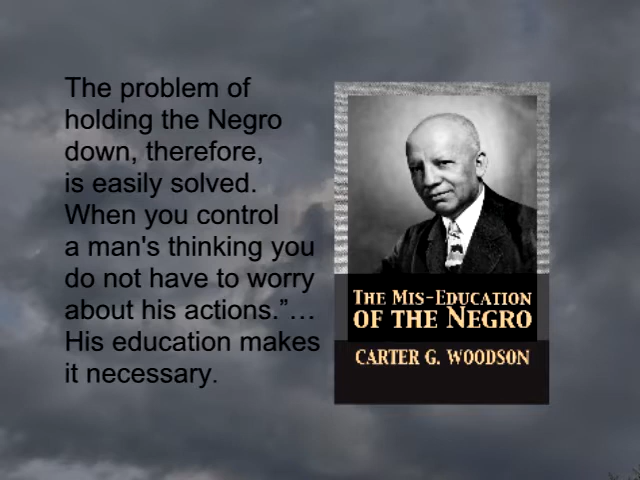 The problem of
holding the Negro
down, therefore,
is easily solved.
When you control
a man's thinking you
do not have to worry
about his actions.”…
His education makes
it necessary.
THE MIS-EDUCATION
OF THE NEGRO
CARTER G. WOODSON